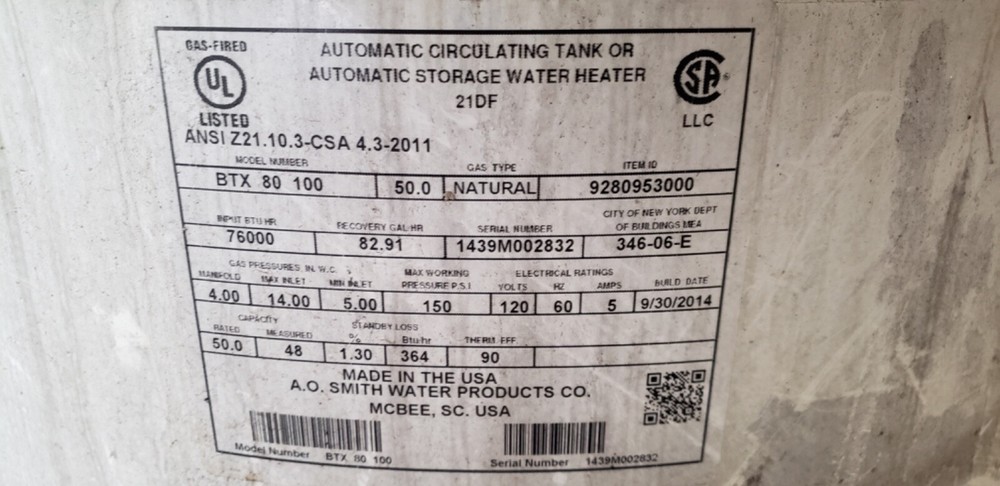 GAS-FIRED
UL
LISTED
AUTOMATIC CIRCULATING TANK OR
AUTOMATIC STORAGE WATER HEATER
21DF
SA
LLC
ANSI Z21.10.3-CSA 4.3-2011
MODEL NUMBER GAS TYPE ITEM ID
BTX 80 100 50.0 NATURAL 9280953000
INPUT BTU HR RECOVERY GAL HR SERIAL NUMBER CITY OF NEW YORK DEPT OF BUILDINGS MEA
76000 82.91 1439M002832 346-06-E
GAS PRESSURES, IN. W.C. MAX WORKING ELECTRICAL RATINGS
MANIFOLD MAX INLET MIN INLET PRESSURE P.S.I VOLTS HZ AMPS BUILD DATE
4.00 14.00 5.00 150 120 60 5 9/30/2014
CAPACITY STANDBY LOSS
RATED MEASURED % Btu hr THERM. EFF.
50.0 48 1.30 364 90
MADE IN THE USA
A.O. SMITH WATER PRODUCTS CO.
MCBEE, SC. USA
Model Number BTX 80 100
Serial Number 1439M002832